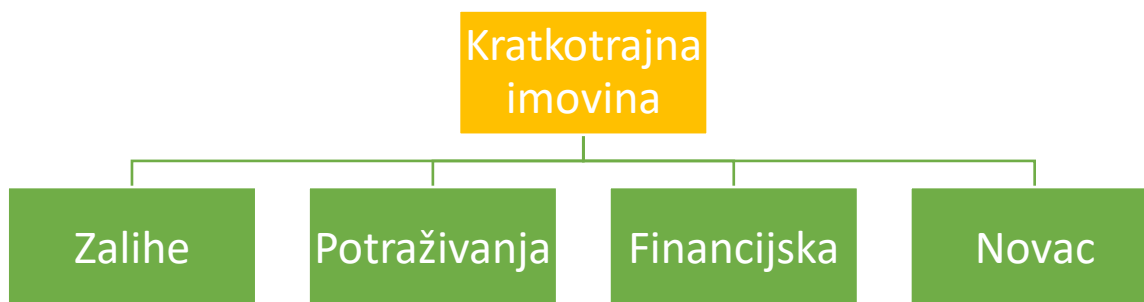 Kratkotrajna
imovina
Zalihe
Potraživanja
Financijska
Novac